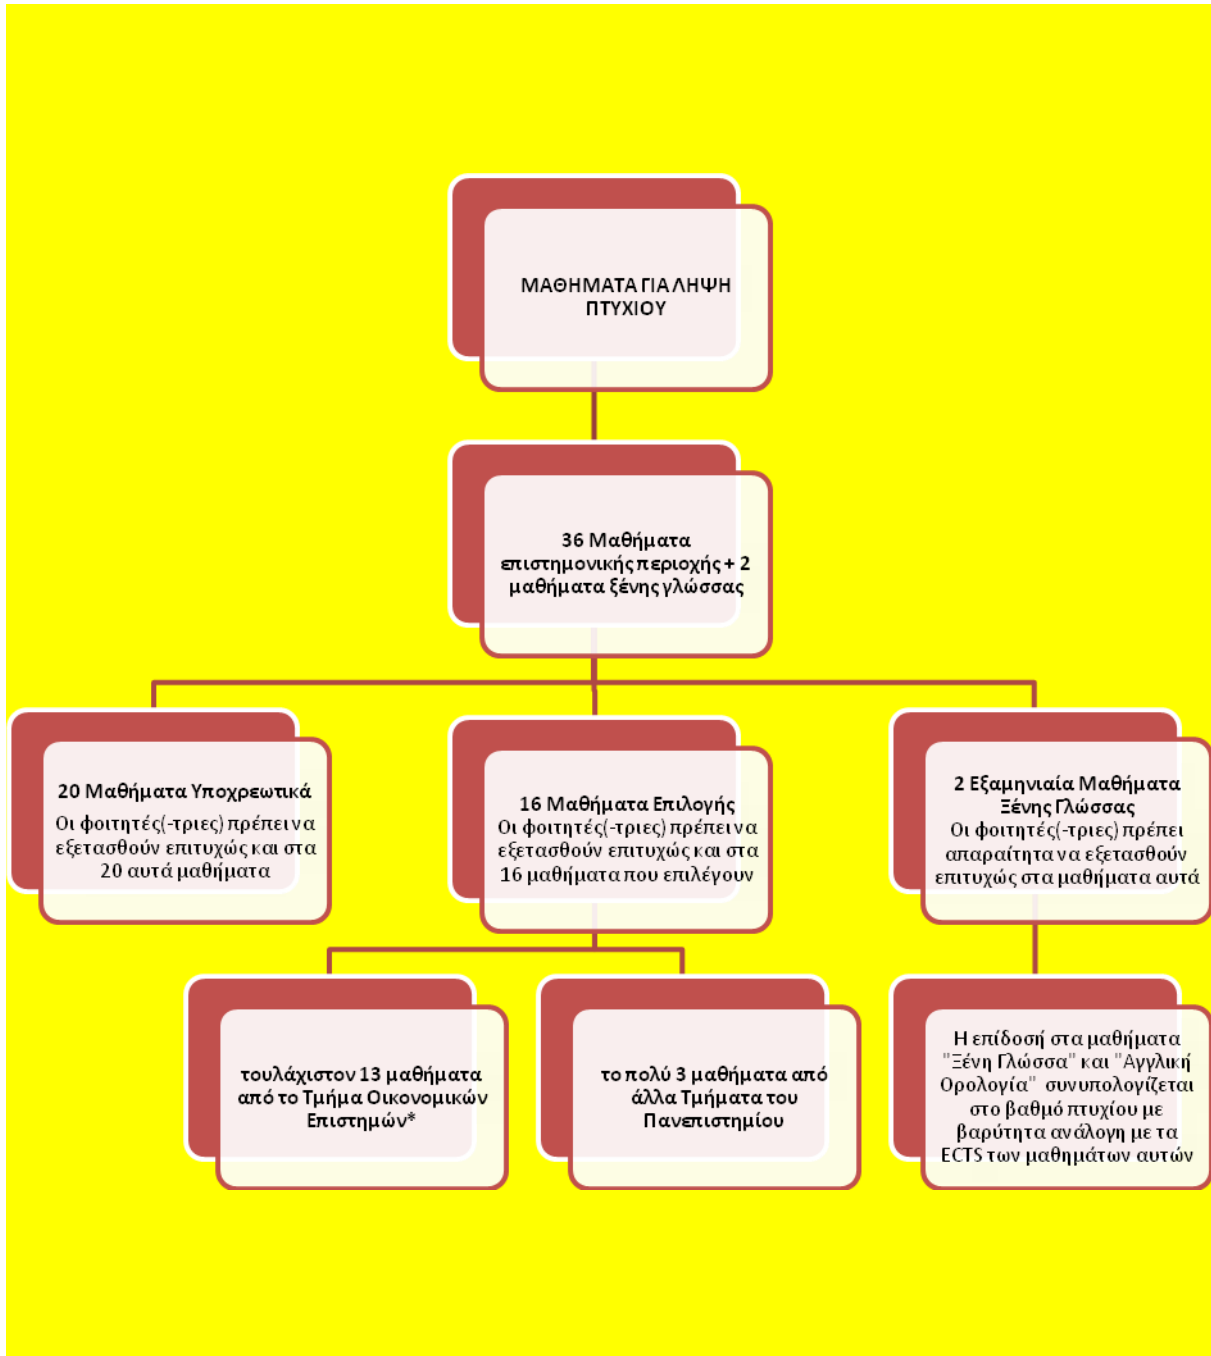 ΜΑΘΗΜΑΤΑ ΓΙΑ ΛΗΨΗ
ΠΤΥΧΙΟΥ
36 Μαθήματα
επιστημονικής περιοχής + 2
μαθήματα ξένης γλώσσας
20 Μαθήματα Υποχρεωτικά
Οι φοιτητές(-τριες) πρέπει να
εξετασθούν επιτυχώς και στα
20 αυτά μαθήματα
16 Μαθήματα Επιλογής
Οι φοιτητές(-τριες) πρέπει να
εξετασθούν επιτυχώς και στα
16 μαθήματα που επιλέγουν
2 Εξαμηνιαία Μαθήματα
Ξένης Γλώσσας
Οι φοιτητές(-τριες) πρέπει
απαραίτητα να εξετασθούν
επιτυχώς στα μαθήματα αυτά
τουλάχιστον 13 μαθήματα
από το Τμήμα Οικονομικών
Επιστημών*
το πολύ 3 μαθήματα από
άλλα Τμήματα του
Πανεπιστημίου
Η επίδοσή στα μαθήματα
"Ξένη Γλώσσα" και "Αγγλική
Ορολογία" συνυπολογίζεται
στο βαθμό πτυχίου με
βαρύτητα ανάλογη με τα
ECTS των μαθημάτων αυτών